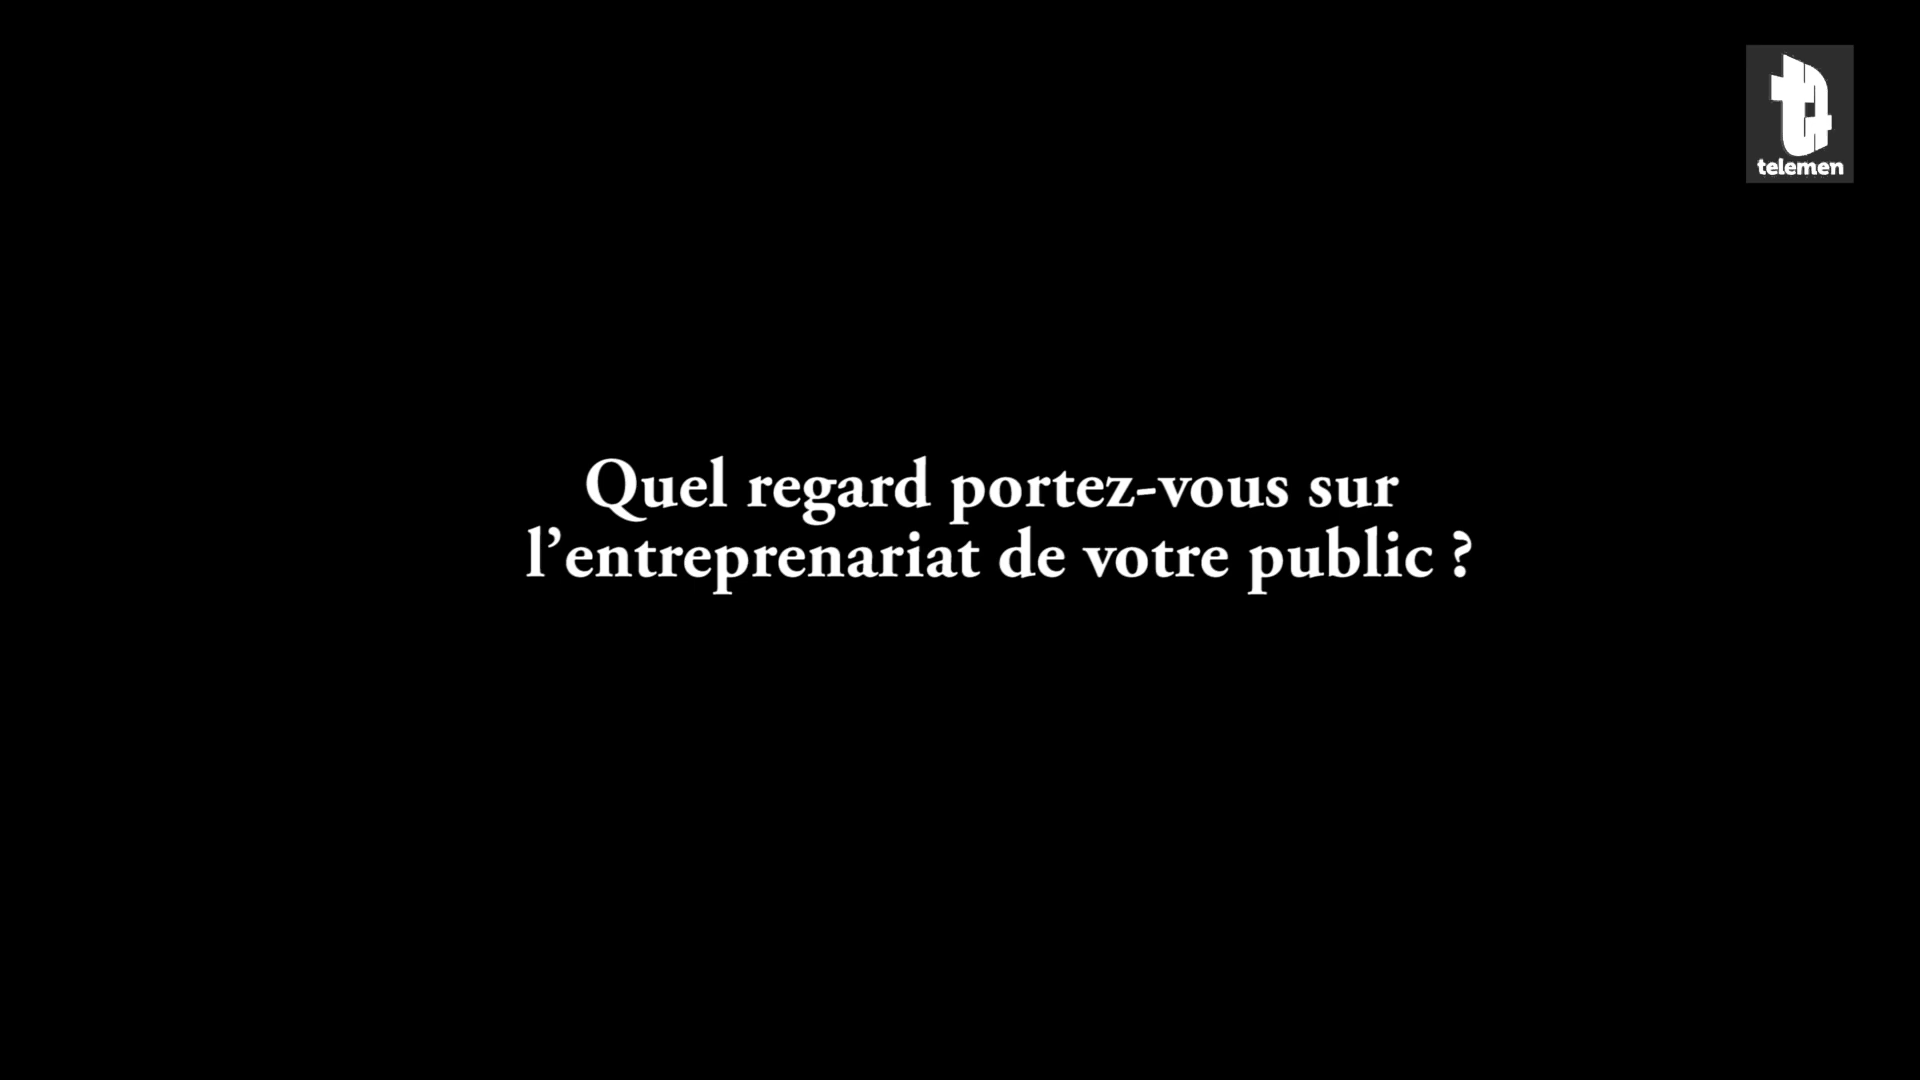 telemen
Quel regard portez-vous sur
l’entreprenariat de votre public ?